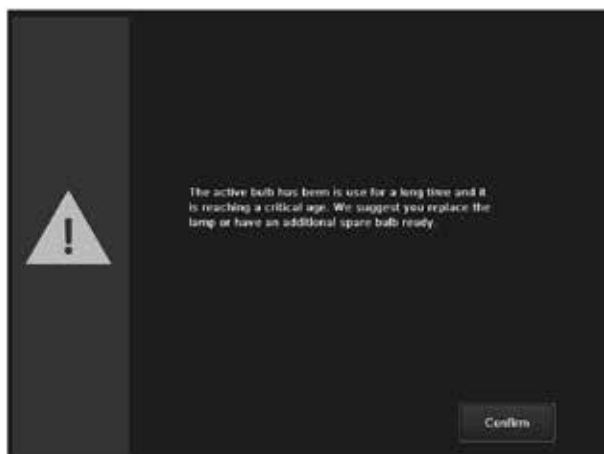 The active bulb has been is use for a long time and it
is reaching a critical age. We suggest you replace the
lamp or have an additional spare bulb ready.
Confirm